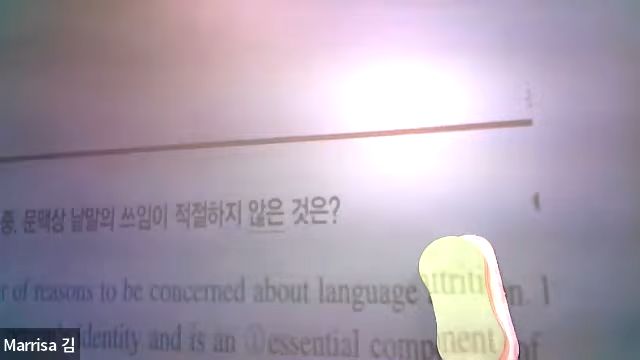 중. 문맥상 낱말의 쓰임이 적절하지 않은 것은?
r of reasons to be concerned about language attrition. I
identity and is an ①essential component of
Marrisa 김